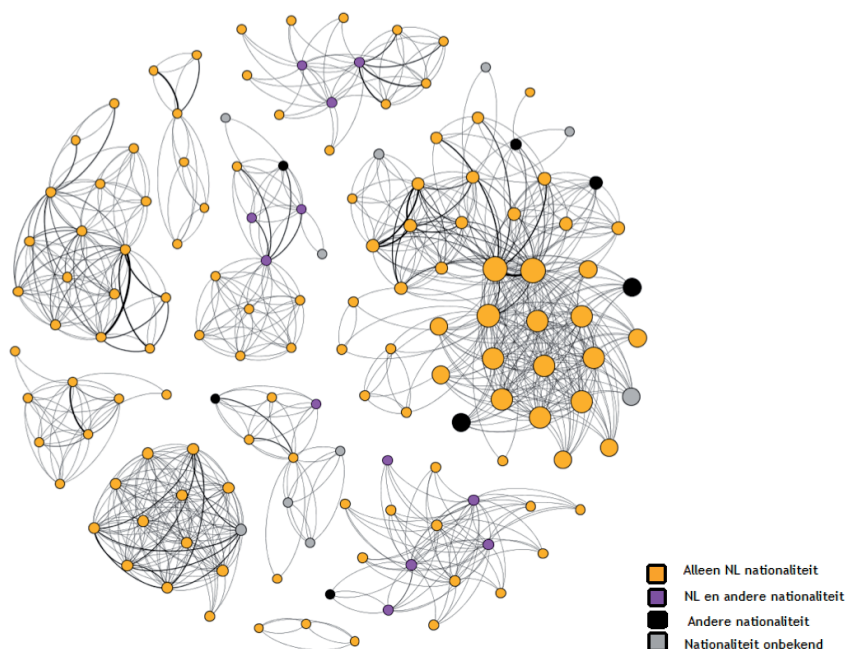 Alleen NL nationaliteit
NL en andere nationaliteit
Andere nationaliteit
Nationaliteit onbekend